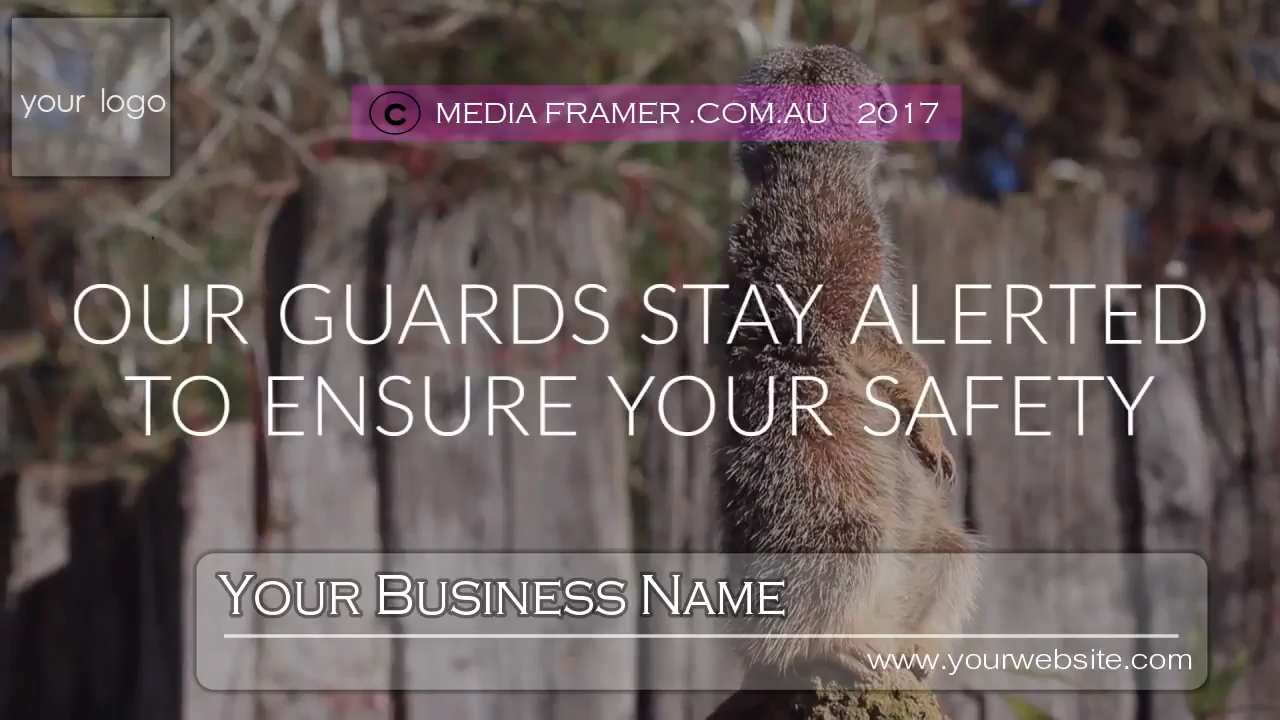 your logo
© MEDIA FRAMER .COM.AU 2017
OUR GUARDS STAY ALERTED
TO ENSURE YOUR SAFETY
YOUR BUSINESS NAME
www.yourwebsite.com